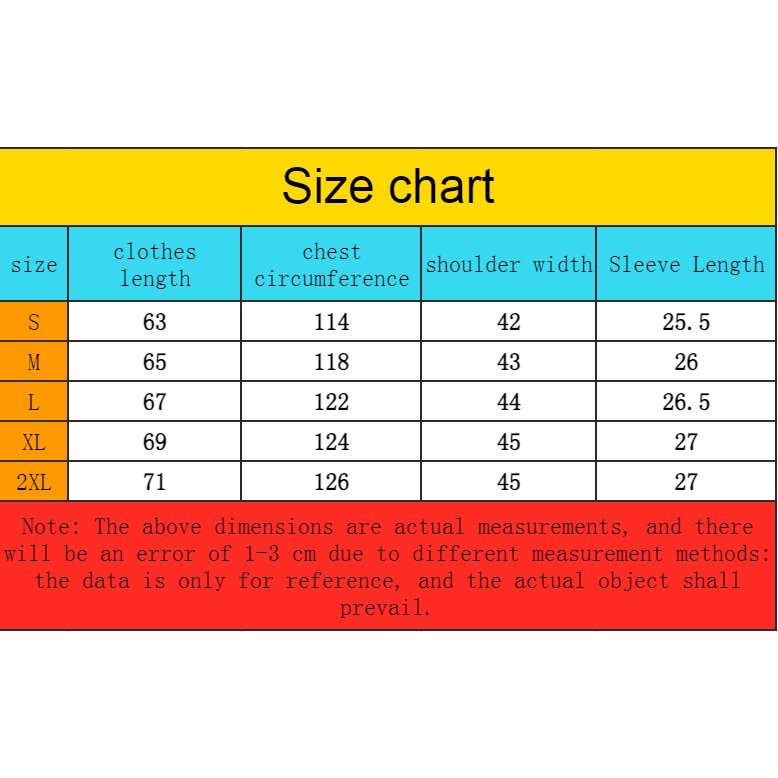 Size chart
size clothes length chest circumference shoulder width Sleeve Length
S 63 114 42 25.5
M 65 118 43 26
L 67 122 44 26.5
XL 69 124 45 27
2XL 71 126 45 27
Note: The above dimensions are actual measurements, and there
will be an error of 1-3 cm due to different measurement methods:
the data is only for reference, and the actual object shall
prevail.